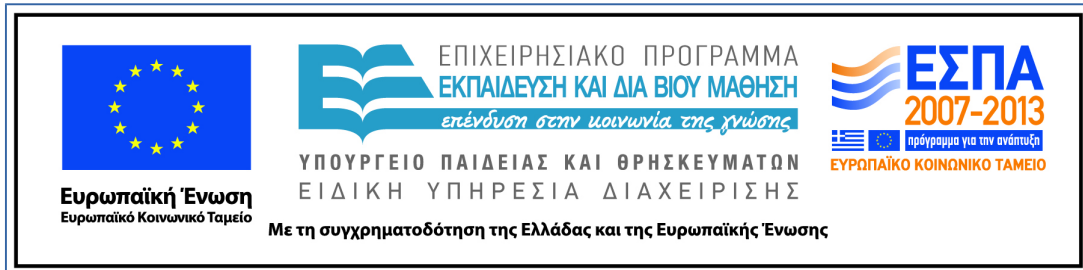 Ευρωπαϊκή Ένωση
Ευρωπαϊκό Κοινωνικό Ταμείο
ΕΠΙΧΕΙΡΗΣΙΑΚΟ ΠΡΟΓΡΑΜΜΑ
ΕΚΠΑΙΔΕΥΣΗ ΚΑΙ ΔΙΑ ΒΙΟΥ ΜΑΘΗΣΗ
επένδυση στην κοινωνία της γνώσης
ΥΠΟΥΡΓΕΙΟ ΠΑΙΔΕΙΑΣ ΚΑΙ ΘΡΗΣΚΕΥΜΑΤΩΝ
ΕΙΔΙΚΗ ΥΠΗΡΕΣΙΑ ΔΙΑΧΕΙΡΙΣΗΣ
ΕΣΠΑ
2007-2013
πρόγραμμα για την ανάπτυξη
ΕΥΡΩΠΑΪΚΟ ΚΟΙΝΩΝΙΚΟ ΤΑΜΕΙΟ
Με τη συγχρηματοδότηση της Ελλάδας και της Ευρωπαϊκής Ένωσης